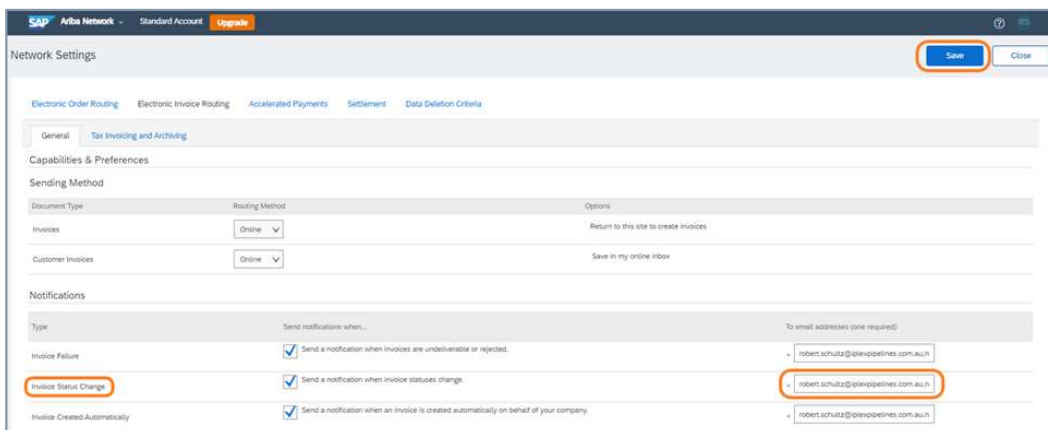 SAP Ariba Network Standard Account Upgrade ? RS
Network Settings Save Close
Electronic Order Routing Electronic Invoice Routing Accelerated Payments Settlement Data Deletion Criteria
General Tax Invoicing and Archiving
Capabilities & Preferences
Sending Method
Document Type Routing Method Options
Invoices Online Return to this site to create invoices
Customer Invoices Online Save in my online inbox
Notifications
Type Send notifications when... To email addresses (one required)
Invoice Failure Send a notification when invoices are undeliverable or rejected. * robert.schultz@iplexpipelines.com.au,n
Invoice Status Change Send a notification when invoice statuses change. * robert.schultz@iplexpipelines.com.au,n
Invoice Created Automatically Send a notification when an invoice is created automatically on behalf of your company. * robert.schultz@iplexpipelines.com.au,n